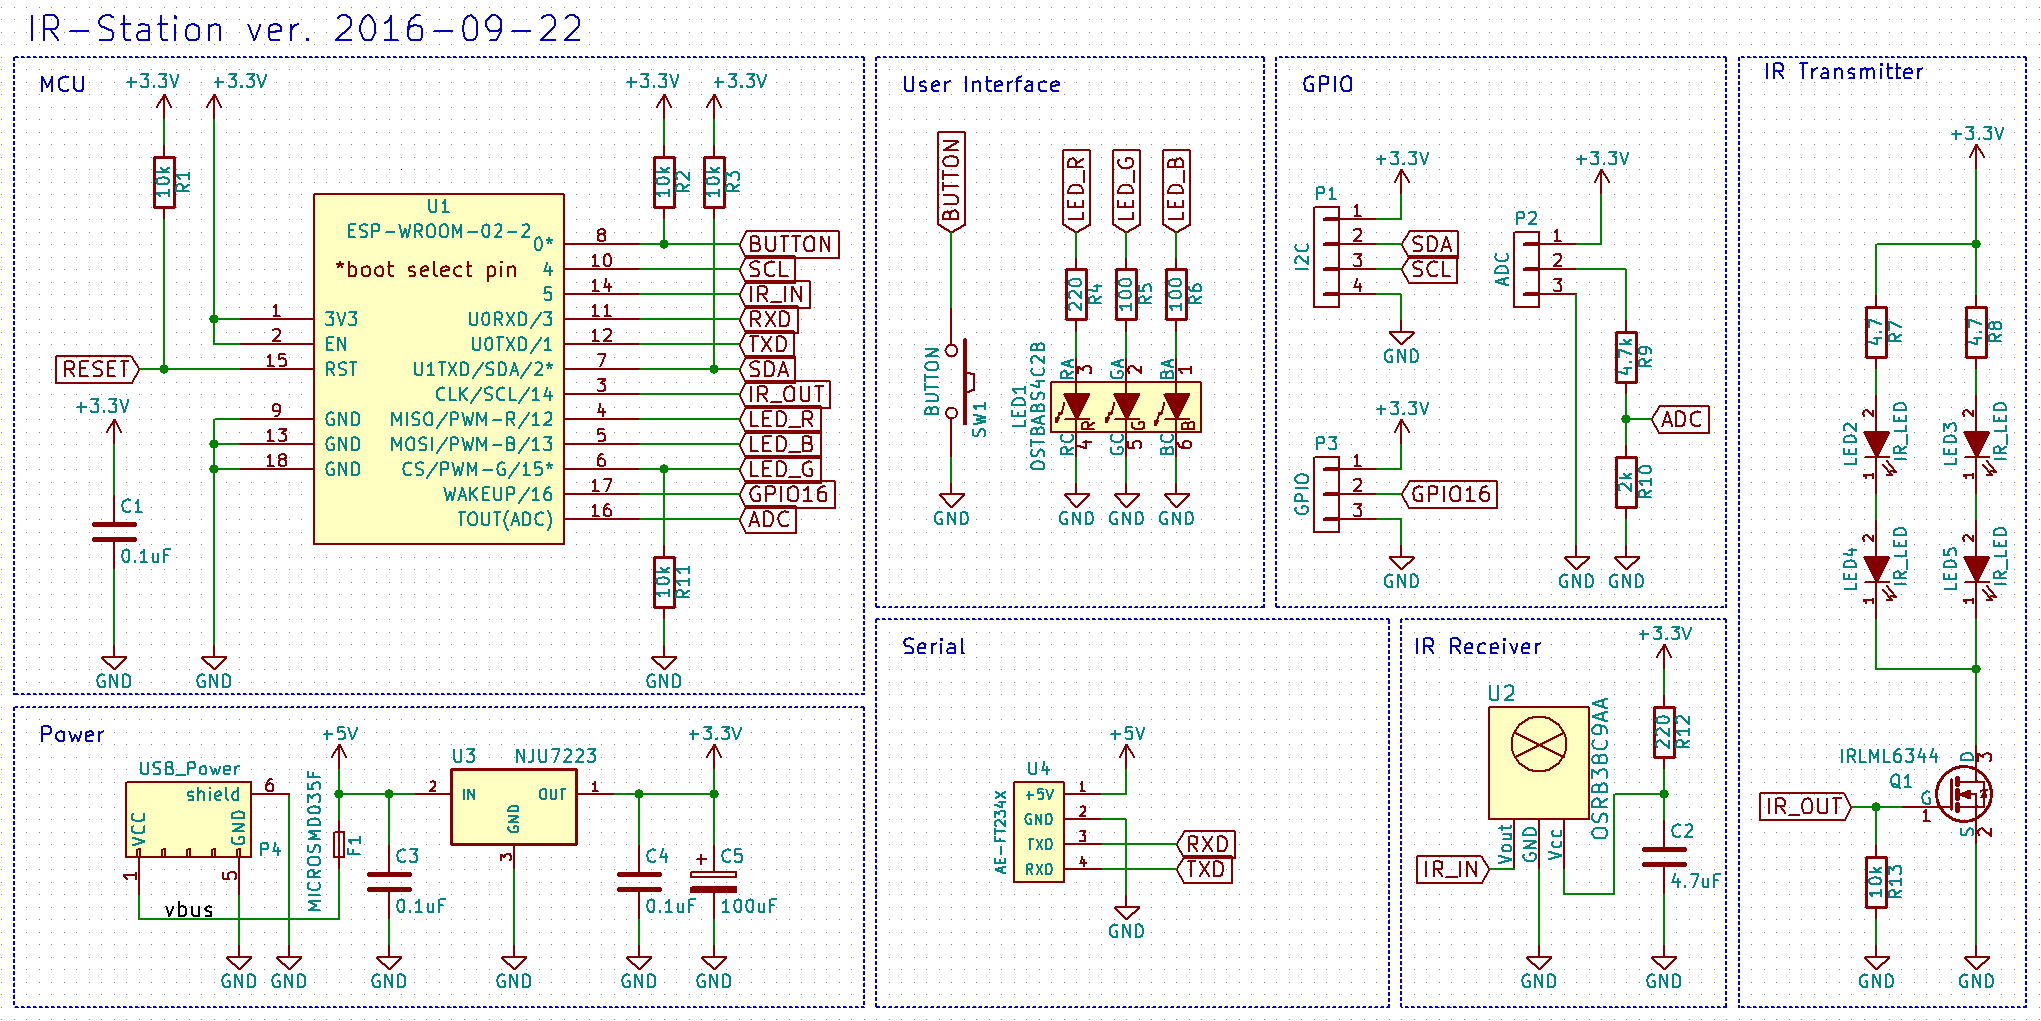 IR-Station ver. 2016-09-22
MCU
+3.3V
+3.3V
+3.3V
+3.3V
10k
R1
10k
R2
10k
R3
U1
ESP-WROOM-02-2
*boot select pin
1
3V3
2
EN
15
RST
9
GND
13
GND
18
GND
0*
8
BUTTON
4
10
SCL
5
14
IR_IN
U0RXD/3
11
RXD
U0TXD/1
12
TXD
U1TXD/SDA/2*
7
SDA
CLK/SCL/14
3
IR_OUT
MISO/PWM-R/12
4
LED_R
MOSI/PWM-B/13
5
LED_B
CS/PWM-G/15*
6
LED_G
WAKEUP/16
17
GPIO16
TOUT(ADC)
16
ADC
RESET
+3.3V
C1
0.1uF
10k
R11
GND
GND
GND
User Interface
BUTTON
LED_R
LED_G
LED_B
220
R4
100
R5
100
R6
BUTTON
SW1
LED1
OSTBABS4C2B
RA
3
GA
2
BA
1
R
G
B
RC
4
GC
5
BC
6
GND
GND
GND
GND
GPIO
+3.3V
P1
I2C
1
2
SDA
3
SCL
4
GND
+3.3V
P2
ADC
1
2
3
4.7k
R9
ADC
2k
R10
GND
GND
+3.3V
P3
GPIO
1
2
GPIO16
3
GND
IR Transmitter
+3.3V
4.7
R7
4.7
R8
2
LED2
IR_LED
1
2
LED3
IR_LED
1
2
LED4
IR_LED
1
2
LED5
IR_LED
1
IRLML6344
Q1
D
3
G
1
S
2
IR_OUT
10k
R13
GND
GND
Power
USB_Power
shield
6
VCC
GND
P4
1
5
vbus
+5V
MICROSMD035F
F1
C3
0.1uF
U3
NJU7223
2
IN
OUT
1
GND
3
+3.3V
C4
0.1uF
+
C5
100uF
GND
GND
GND
GND
GND
GND
Serial
+5V
U4
AE-FT234X
+5V
1
GND
2
TXD
3
RXD
RXD
4
TXD
GND
IR Receiver
+3.3V
U2
OSRB38C9AA
220
R12
Vout
GND
Vcc
IR_IN
C2
4.7uF
GND
GND